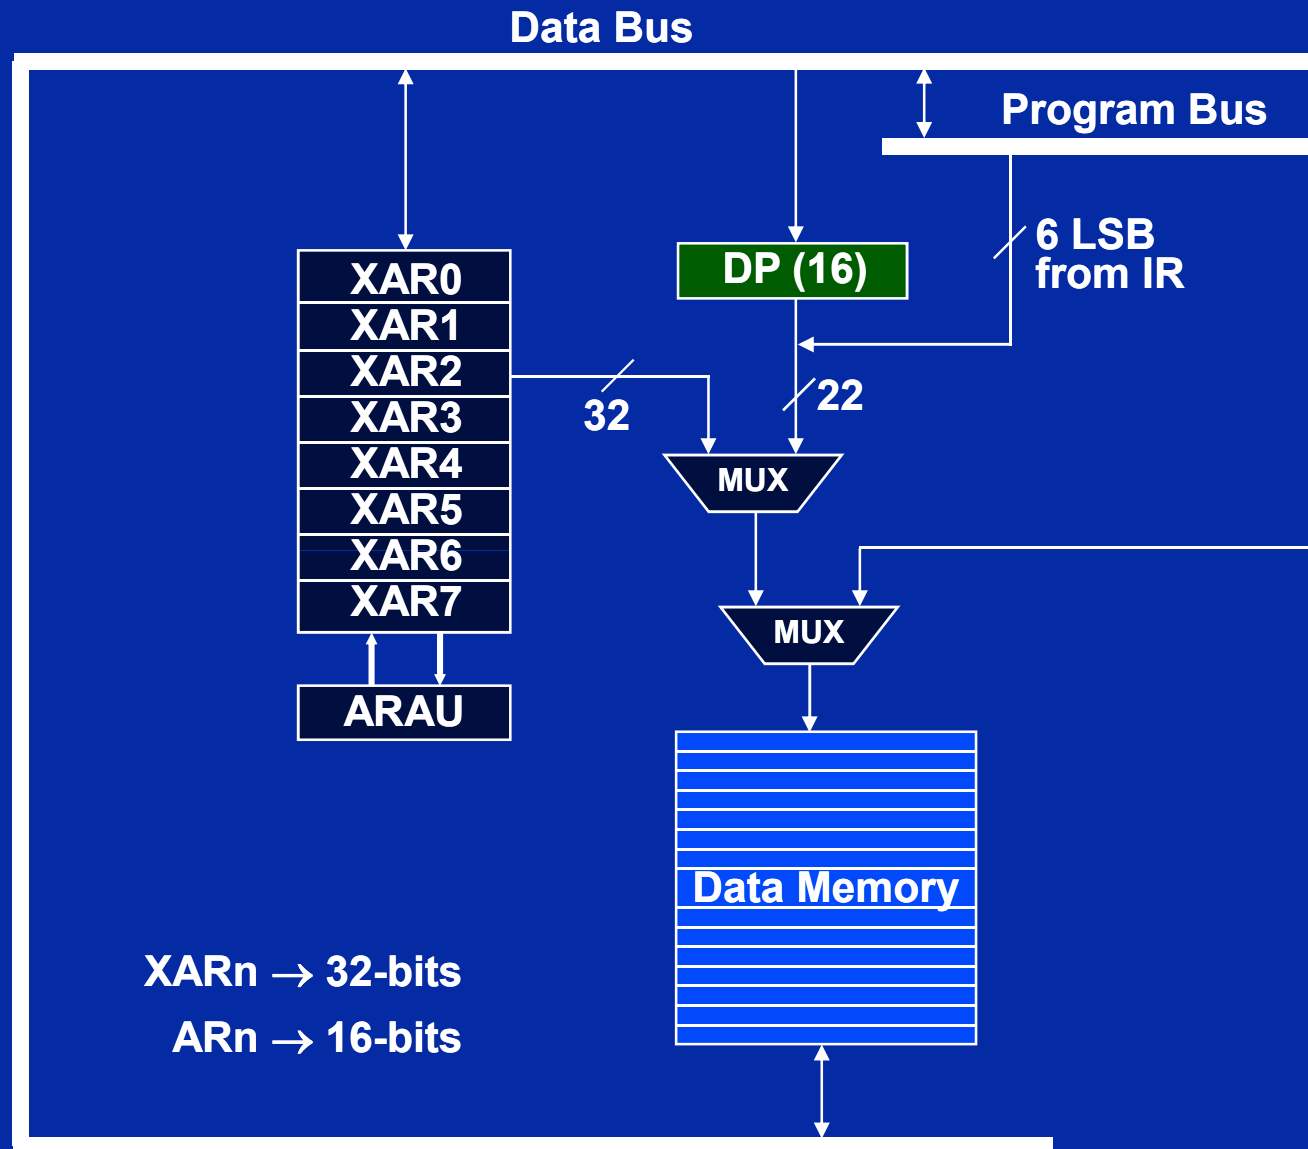 Data Bus
Program Bus
6 LSB
from IR
DP (16)
XAR0
XAR1
XAR2
XAR3
XAR4
XAR5
XAR6
XAR7
32
22
MUX
MUX
ARAU
Data Memory
XARn → 32-bits
ARn → 16-bits